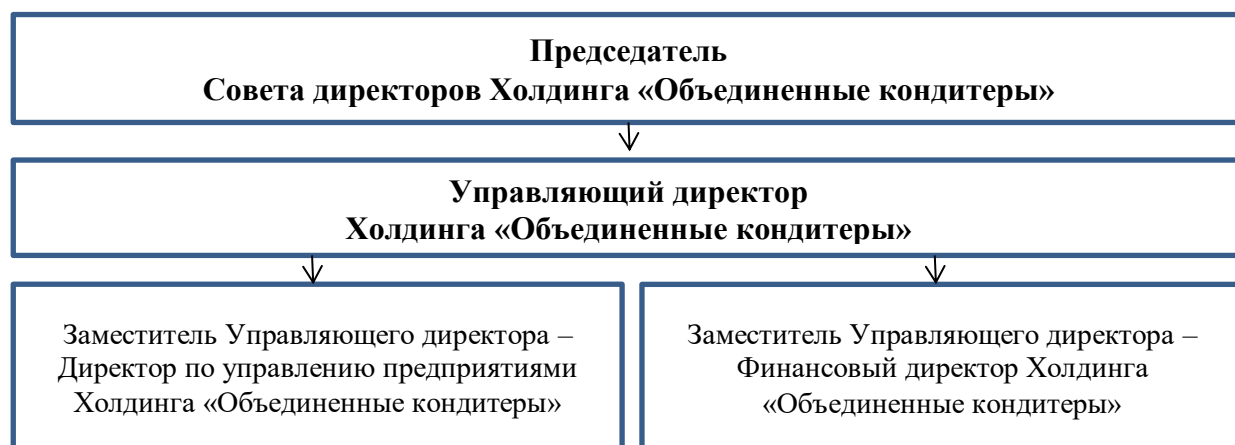 Председатель
Совета директоров Холдинга «Объединенные кондитеры»
Управляющий директор
Холдинга «Объединенные кондитеры»
Заместитель Управляющего директора –
Директор по управлению предприятиями
Холдинга «Объединенные кондитеры»
Заместитель Управляющего директора –
Финансовый директор Холдинга
«Объединенные кондитеры»